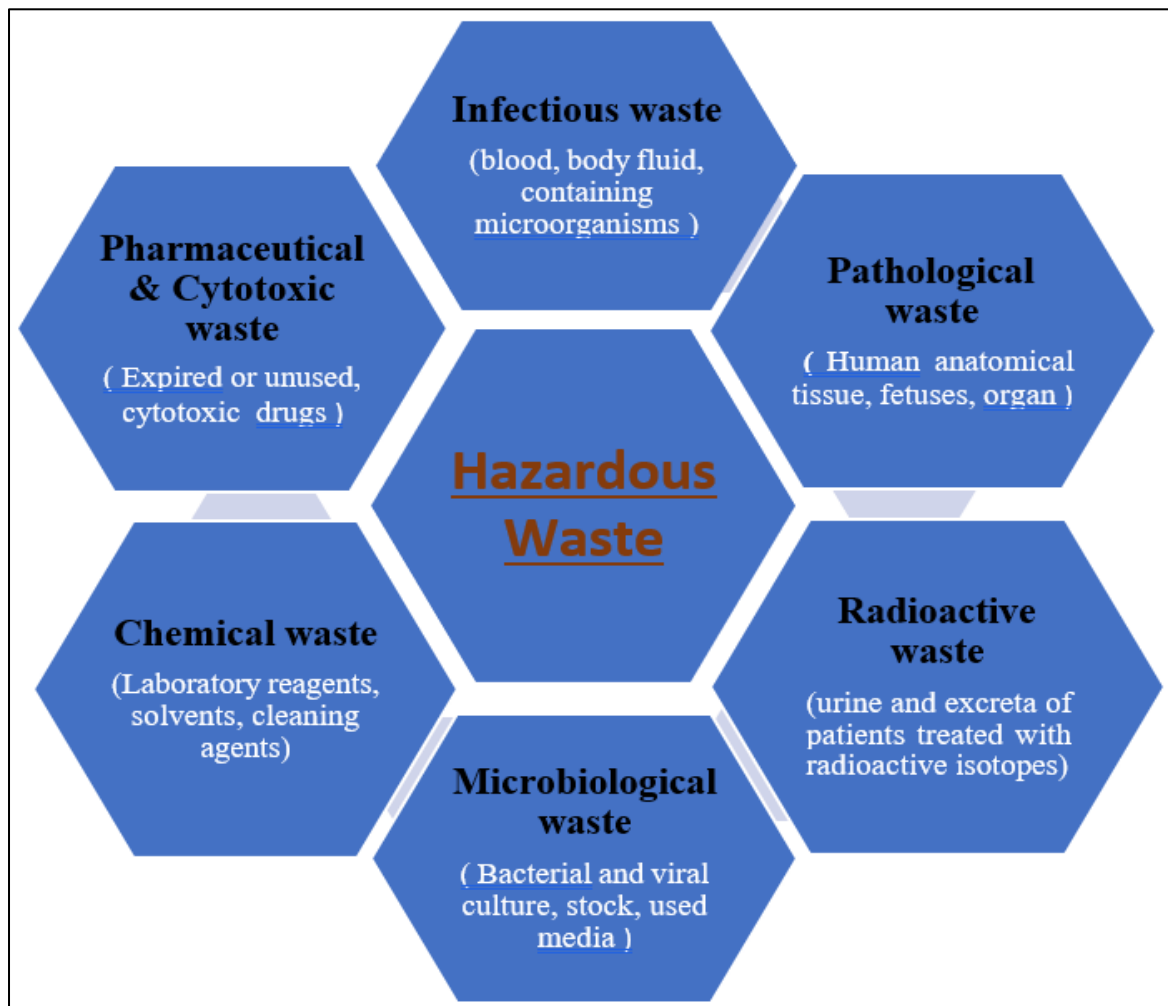 Infectious waste
(blood, body fluid,
containing
microorganisms )
Pathological
waste
( Human anatomical
tissue, fetuses, organ )
Radioactive
waste
(urine and excreta of
patients treated with
radioactive isotopes)
Microbiological
waste
( Bacterial and viral
culture, stock, used
media )
Chemical waste
(Laboratory reagents,
solvents, cleaning
agents)
Pharmaceutical
& Cytotoxic
waste
( Expired or unused,
cytotoxic drugs )
Hazardous
Waste